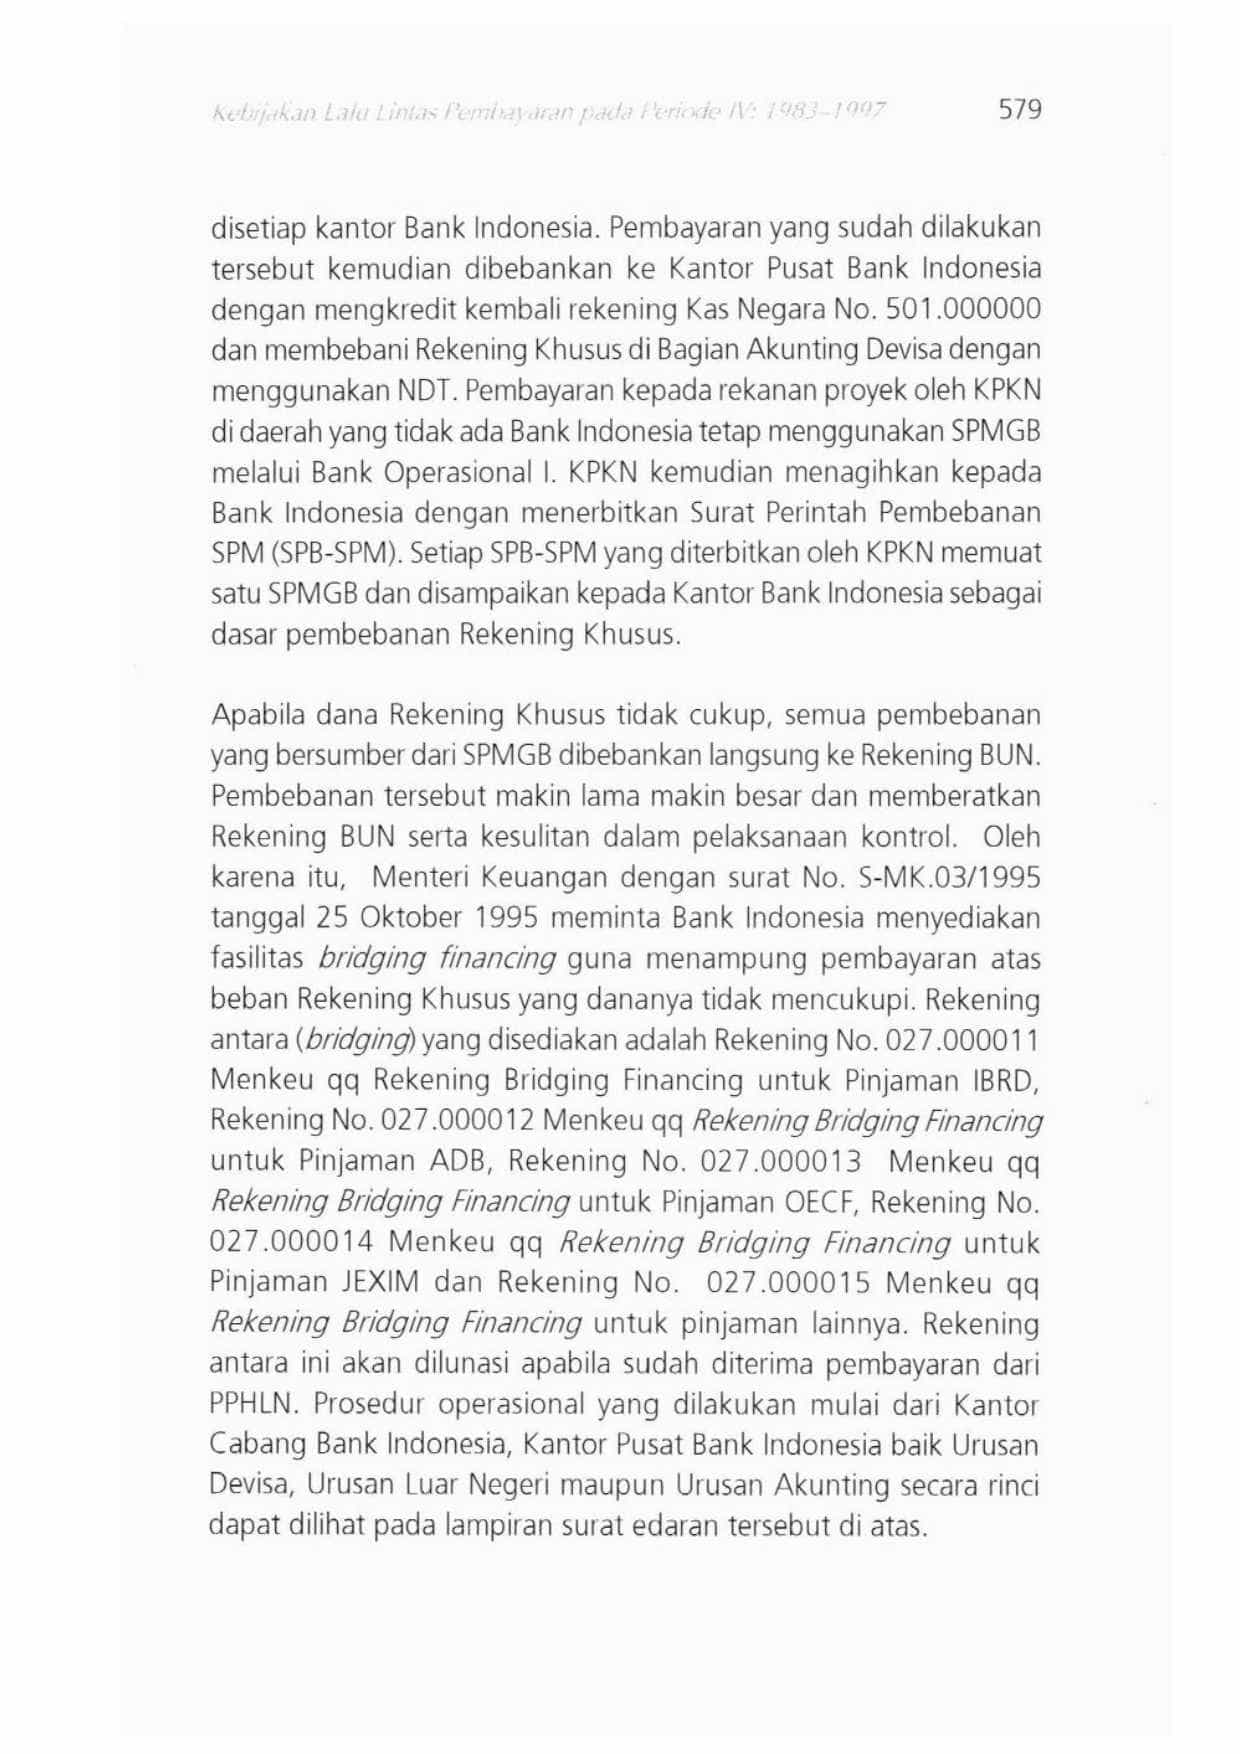 Kebijakan Lalu Lintas Pembayaran pada Periode IV: 1983–1997 579
disetiap kantor Bank Indonesia. Pembayaran yang sudah dilakukan
tersebut kemudian dibebankan ke Kantor Pusat Bank Indonesia
dengan mengkredit kembali rekening Kas Negara No. 501.000000
dan membebani Rekening Khusus di Bagian Akunting Devisa dengan
menggunakan NDT. Pembayaran kepada rekanan proyek oleh KPKN
di daerah yang tidak ada Bank Indonesia tetap menggunakan SPMGB
melalui Bank Operasional I. KPKN kemudian menagihkan kepada
Bank Indonesia dengan menerbitkan Surat Perintah Pembebanan
SPM (SPB-SPM). Setiap SPB-SPM yang diterbitkan oleh KPKN memuat
satu SPMGB dan disampaikan kepada Kantor Bank Indonesia sebagai
dasar pembebanan Rekening Khusus.
Apabila dana Rekening Khusus tidak cukup, semua pembebanan
yang bersumber dari SPMGB dibebankan langsung ke Rekening BUN.
Pembebanan tersebut makin lama makin besar dan memberatkan
Rekening BUN serta kesulitan dalam pelaksanaan kontrol. Oleh
karena itu, Menteri Keuangan dengan surat No. S-MK.03/1995
tanggal 25 Oktober 1995 meminta Bank Indonesia menyediakan
fasilitas bridging financing guna menampung pembayaran atas
beban Rekening Khusus yang dananya tidak mencukupi. Rekening
antara (bridging) yang disediakan adalah Rekening No. 027.000011
Menkeu qq Rekening Bridging Financing untuk Pinjaman IBRD,
Rekening No. 027.000012 Menkeu qq Rekening Bridging Financing
untuk Pinjaman ADB, Rekening No. 027.000013 Menkeu qq
Rekening Bridging Financing untuk Pinjaman OECF, Rekening No.
027.000014 Menkeu qq Rekening Bridging Financing untuk
Pinjaman JEXIM dan Rekening No. 027.000015 Menkeu qq
Rekening Bridging Financing untuk pinjaman lainnya. Rekening
antara ini akan dilunasi apabila sudah diterima pembayaran dari
PPHLN. Prosedur operasional yang dilakukan mulai dari Kantor
Cabang Bank Indonesia, Kantor Pusat Bank Indonesia baik Urusan
Devisa, Urusan Luar Negeri maupun Urusan Akunting secara rinci
dapat dilihat pada lampiran surat edaran tersebut di atas.